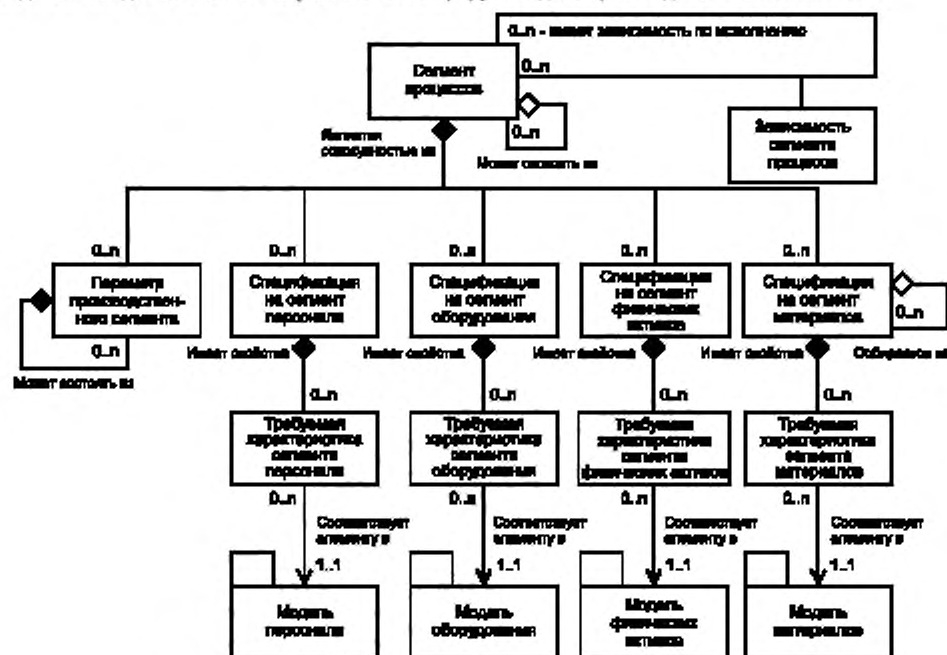 0..n - имеет зависимость по исполнению
Сегмент
процессов
0..n
0..n
Является
совокупностью из
Может состоять из
Зависимость
сегмента
процесса
0..n
0..n
0..n
0..n
0..n
Параметр
производствен-
ного сегмента
Спецификация
на сегмент
персонала
Спецификация
на сегмент
оборудования
Спецификация
на сегмент
физических
активов
Спецификация
на сегмент
материалов
0..n
0..n
Может состоять из
Имеет свойства
Имеет свойства
Имеет свойства
Имеет свойства
Собирается из
0..n
0..n
0..n
0..n
Требуемая
характеристика
сегмента
персонала
Требуемая
характеристика
сегмента
оборудования
Требуемая
характеристика
сегмента
физических активов
Требуемая
характеристика
сегмента
материалов
0..n
0..n
0..n
0..n
Соответствует
элементу в
Соответствует
элементу в
Соответствует
элементу в
Соответствует
элементу в
1..1
1..1
1..1
1..1
Модель
персонала
Модель
оборудования
Модель
физических
активов
Модель
материалов